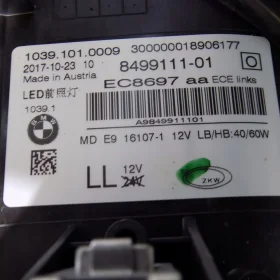 1039.101.0009 300000018906177
2017-10-23 10 8499111-01
Made in Austria
EC8697 aa ECE links
LED前照灯
1039.1
BMW
A9849911101
MD E9 16107-1 12V LB/HB:40/60W
LL 12V
24V
ZKW